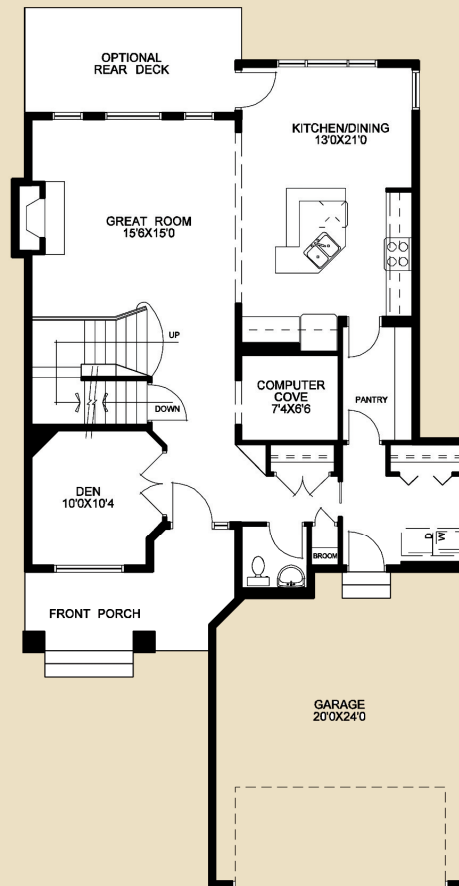 OPTIONAL
REAR DECK
KITCHEN/DINING
13'0X21'0
GREAT ROOM
15'6X15'0
UP
COMPUTER
COVE
7'4X6'6
PANTRY
DOWN
DEN
10'0X10'4
BROOM
D
W
FRONT PORCH
GARAGE
20'0X24'0